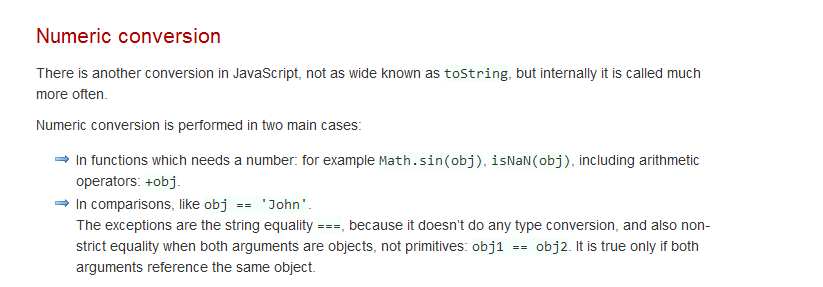 Numeric conversion
There is another conversion in JavaScript, not as wide known as toString, but internally it is called much
more often.
Numeric conversion is performed in two main cases:
In functions which needs a number: for example Math.sin(obj), isNaN(obj), including arithmetic
operators: +obj.
In comparisons, like obj == 'John'.
The exceptions are the string equality ===, because it doesn't do any type conversion, and also non-
strict equality when both arguments are objects, not primitives: obj1 == obj2. It is true only if both
arguments reference the same object.